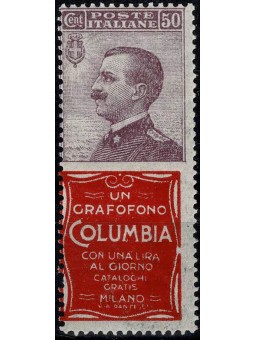 Cent. POSTE 50
ITALIANE
UN
GRAFOFONO
COLUMBIA
CON UNA LIRA
AL GIORNO
CATALOGHI
GRATIS
MILANO